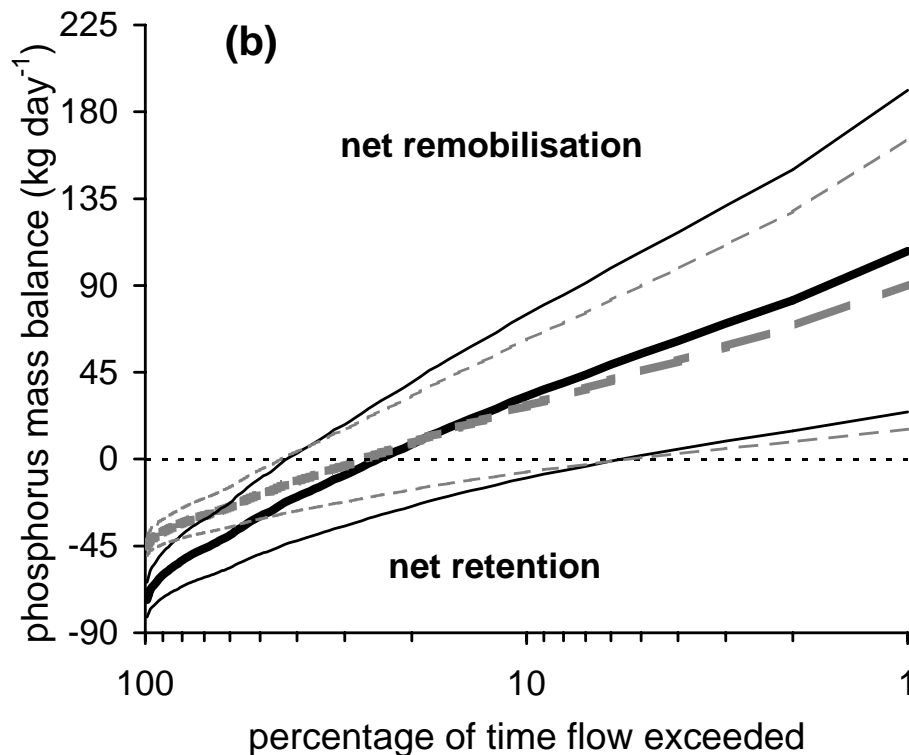 (b)
phosphorus mass balance (kg day-1)
225
180
135
90
45
0
-45
-90
net remobilisation
net retention
100
10
1
percentage of time flow exceeded